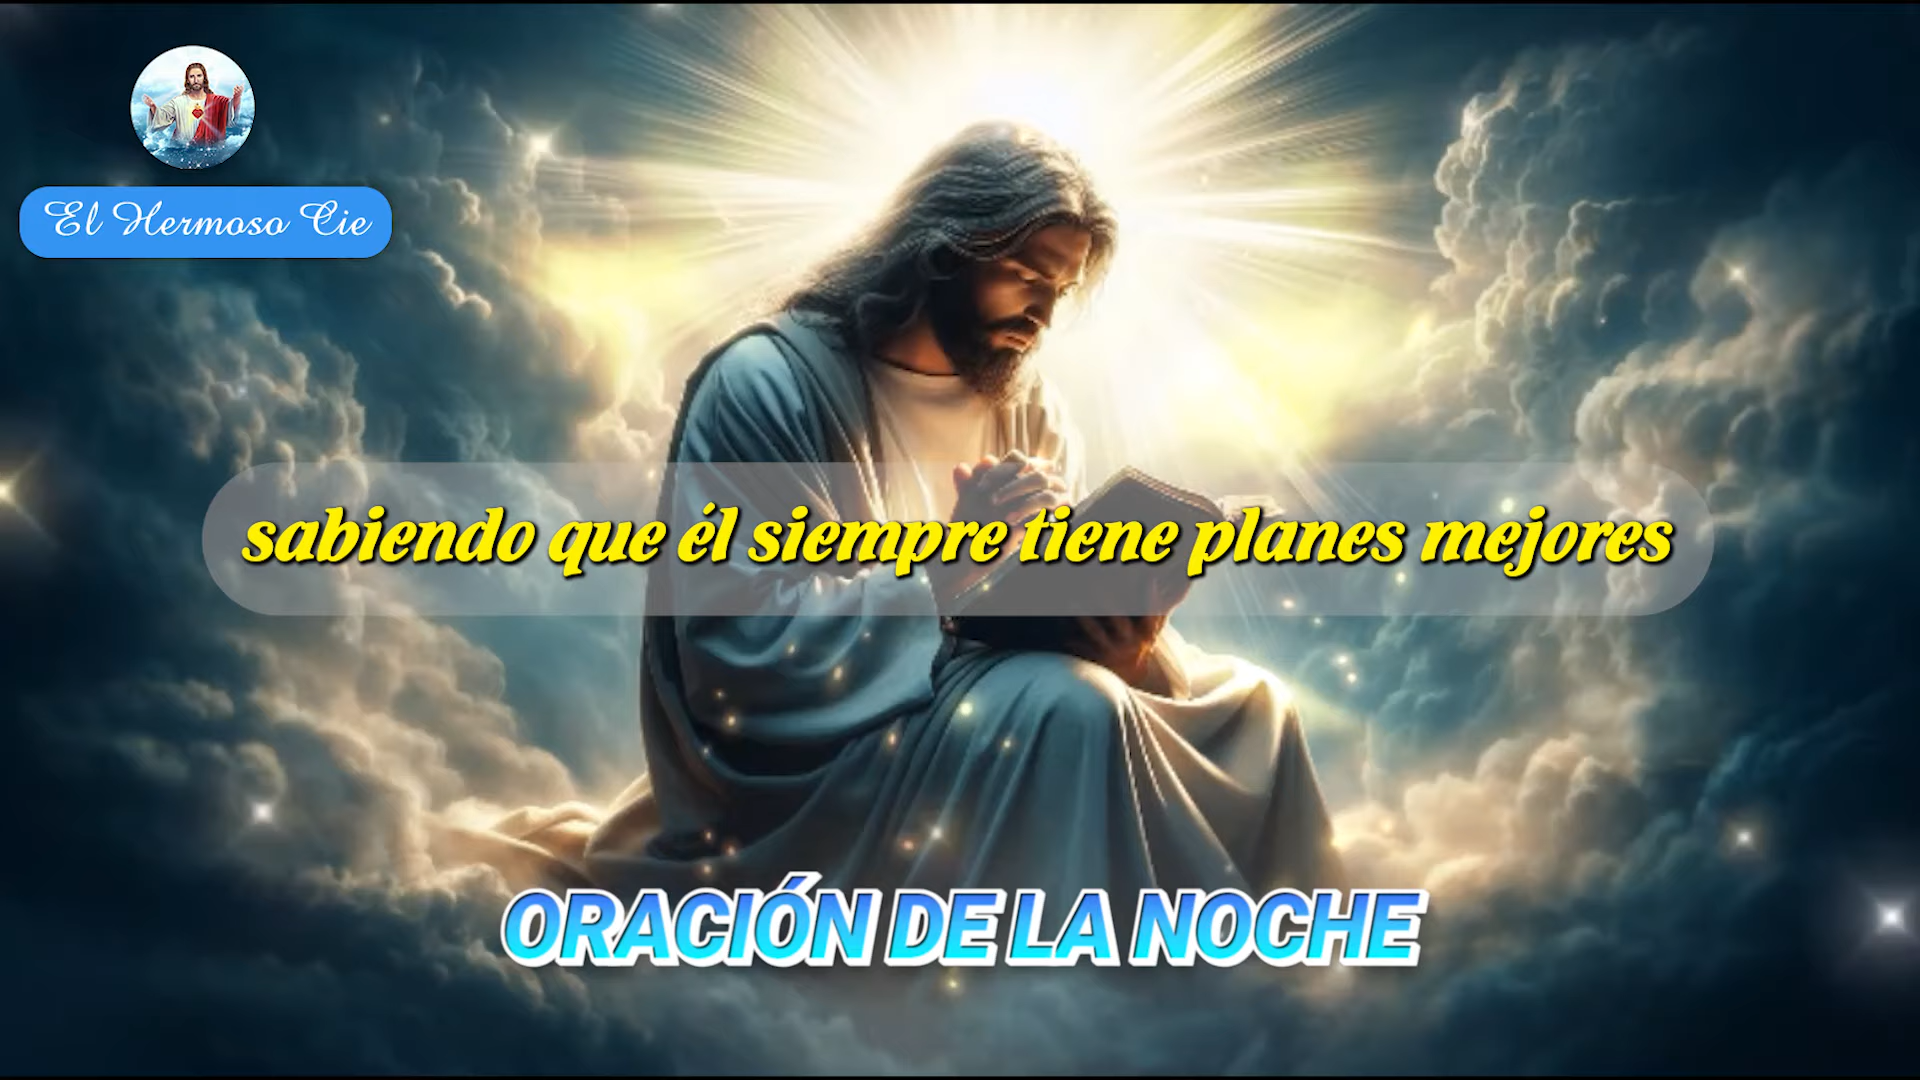 El Hermoso Cie
sabiendo que él siempre tiene planes mejores
ORACIÓN DE LA NOCHE